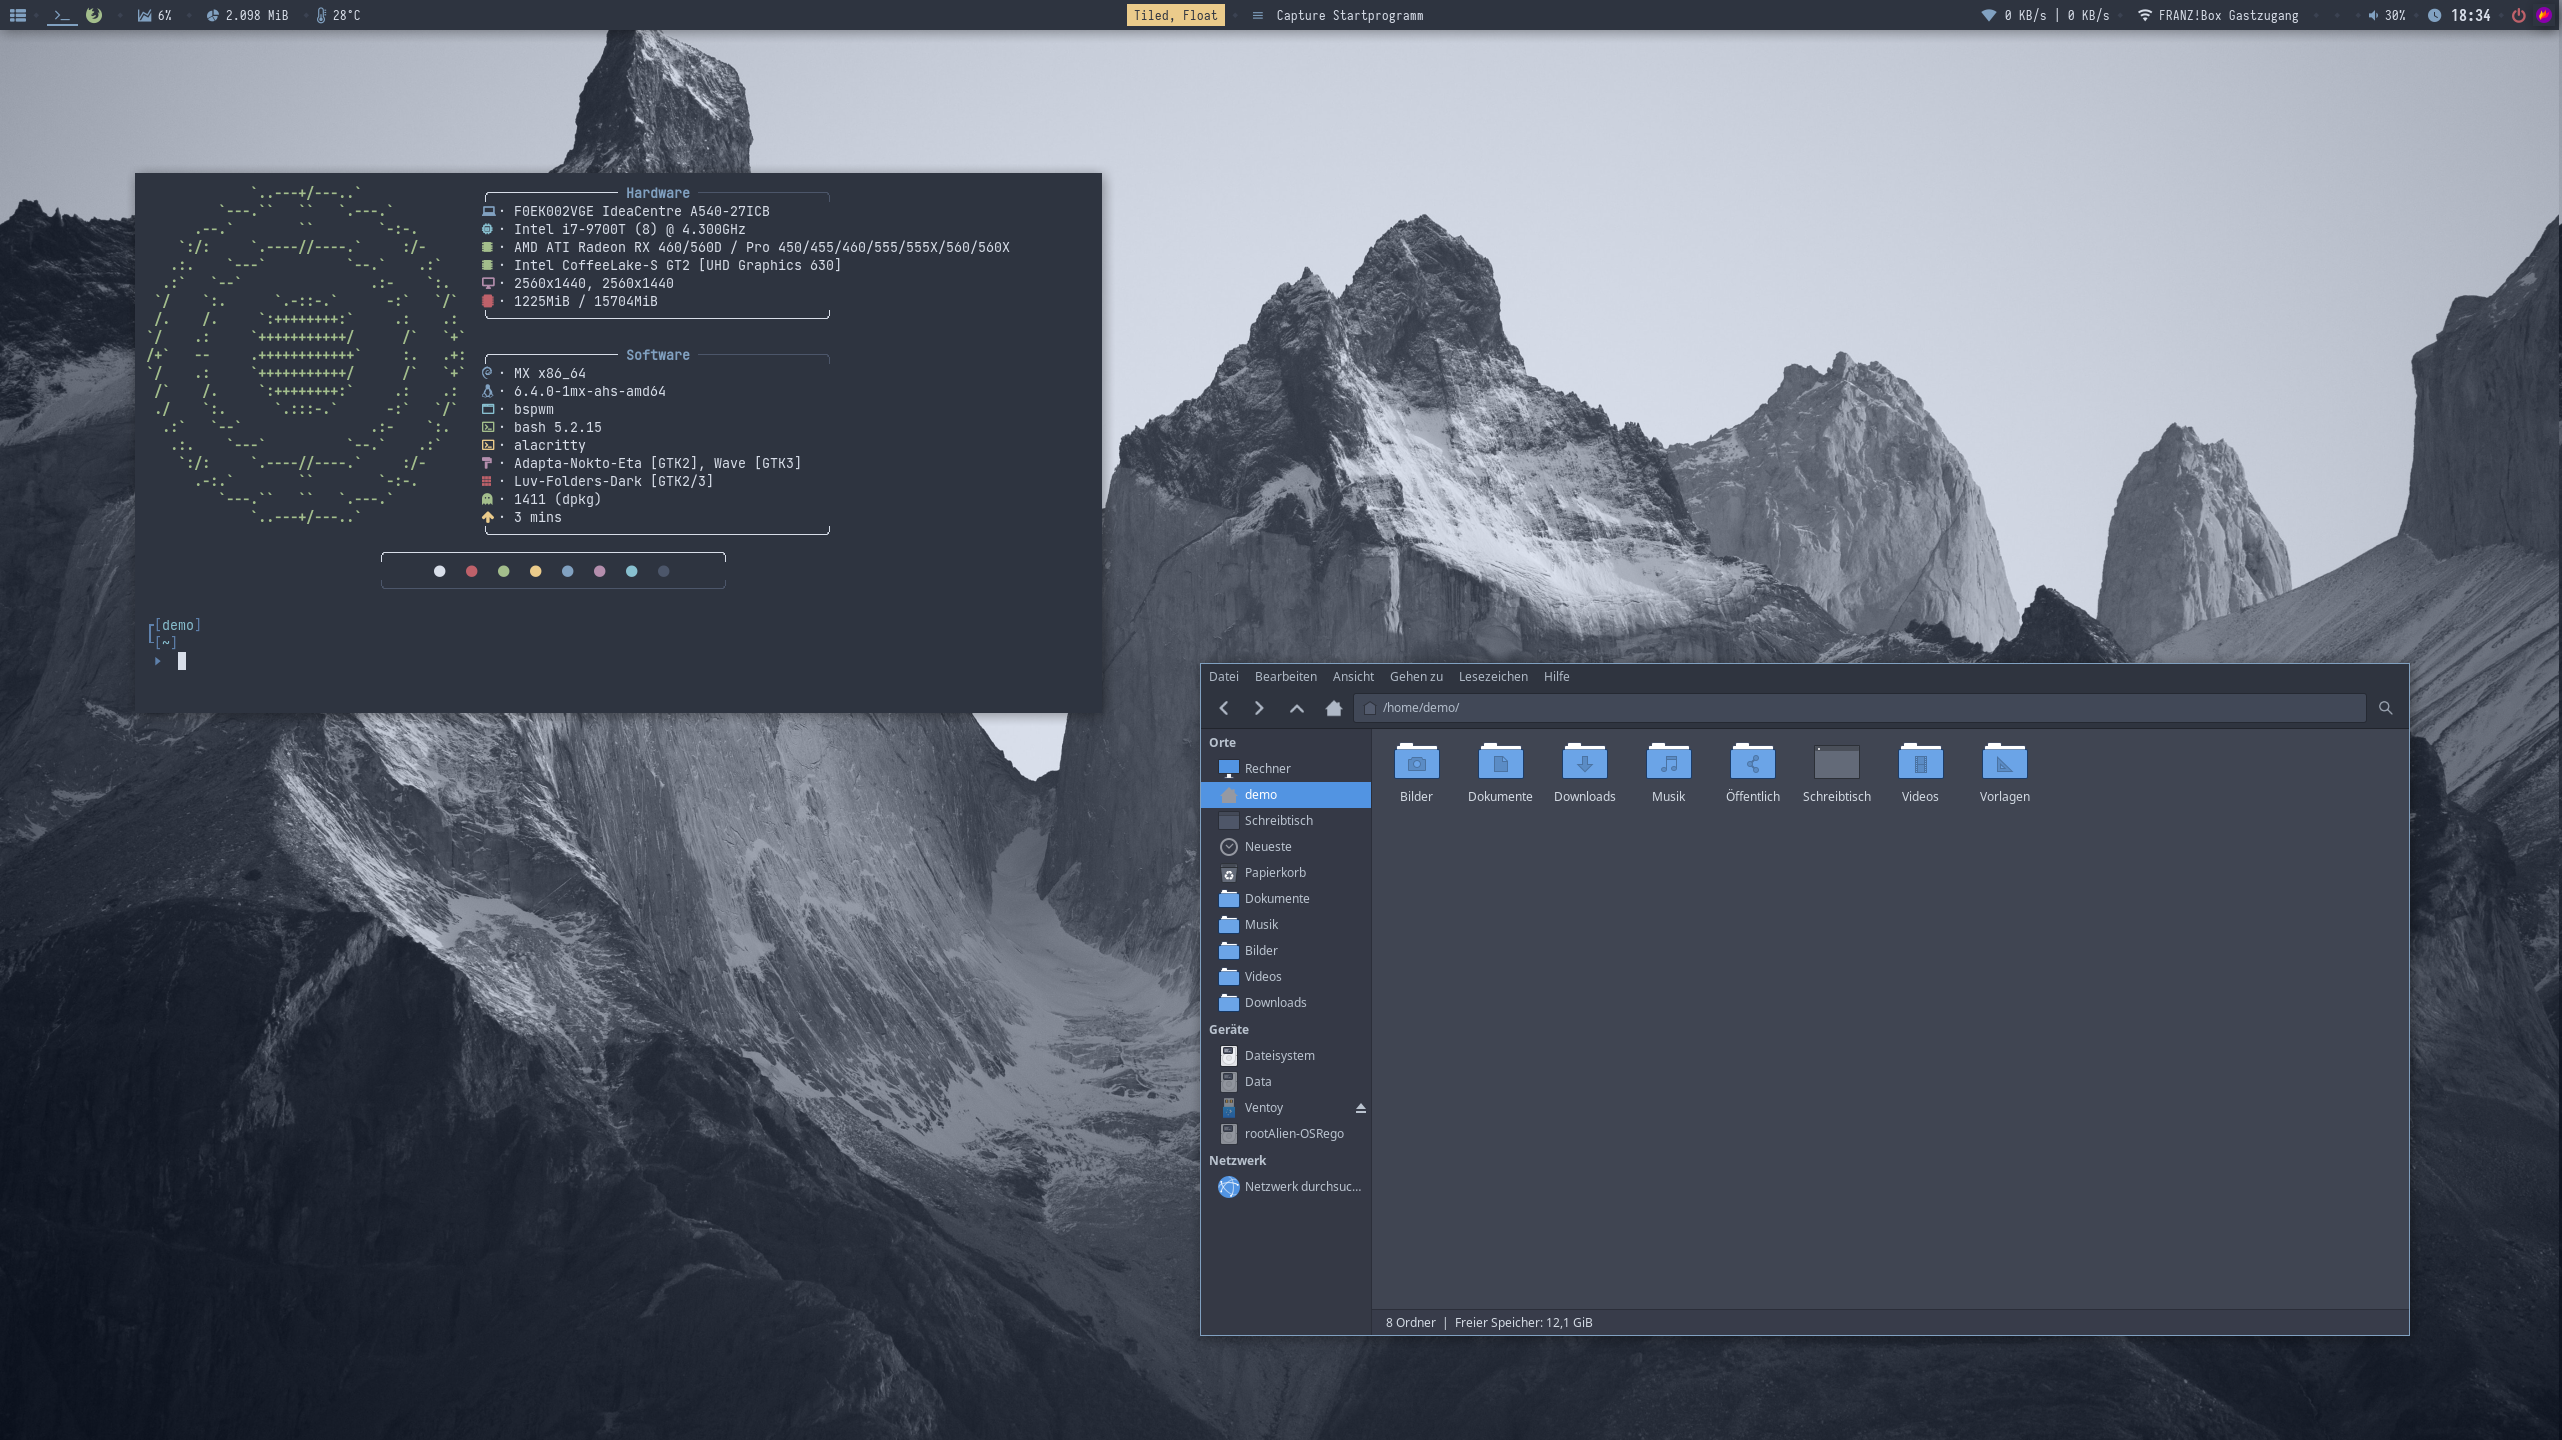 6%
2.098 MiB
28°C
Tiled, Float
Capture Startprogramm
0 KB/s | 0 KB/s
FRANZ!Box Gastzugang
30%
18:34
Hardware
· F0EK002VGE IdeaCentre A540-27ICB
· Intel i7-9700T (8) @ 4.300GHz
· AMD ATI Radeon RX 460/560D / Pro 450/455/460/555/555X/560/560X
· Intel CoffeeLake-S GT2 [UHD Graphics 630]
· 2560x1440, 2560x1440
· 1225MiB / 15704MiB
Software
· MX x86_64
· 6.4.0-1mx-ahs-amd64
· bspwm
· bash 5.2.15
· alacritty
· Adapta-Nokto-Eta [GTK2], Wave [GTK3]
· Luv-Folders-Dark [GTK2/3]
· 1411 (dpkg)
· 3 mins
[demo]
[~]
Datei Bearbeiten Ansicht Gehen zu Lesezeichen Hilfe
/home/demo/
Orte
Rechner
demo
Schreibtisch
Neueste
Papierkorb
Dokumente
Musik
Bilder
Videos
Downloads
Geräte
Dateisystem
Data
Ventoy
rootAlien-OSRego
Netzwerk
Netzwerk durchsuc...
Bilder Dokumente Downloads Musik Öffentlich Schreibtisch Videos Vorlagen
8 Ordner | Freier Speicher: 12,1 GiB